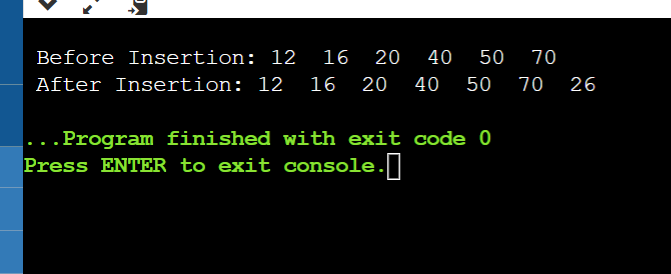 Before Insertion: 12  16  20  40  50  70
After Insertion: 12  16  20  40  50  70  26
...Program finished with exit code 0
Press ENTER to exit console.